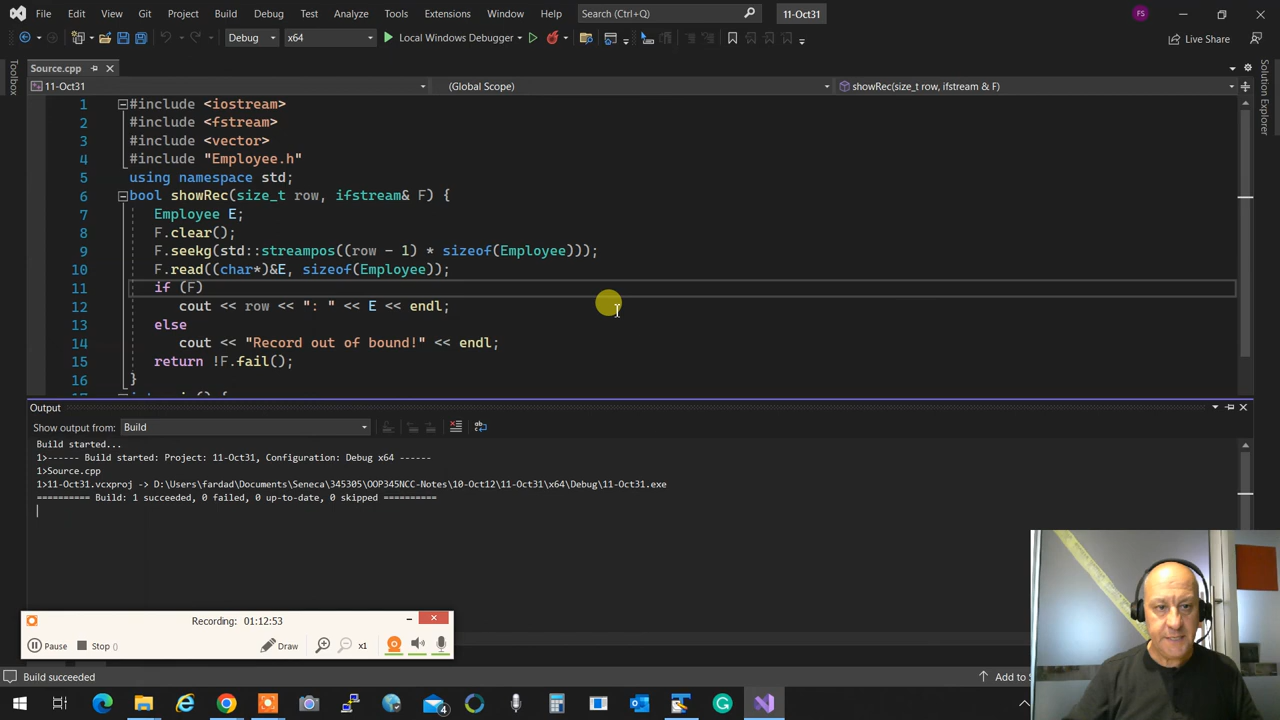 File Edit View Git Project Build Debug Test Analyze Tools Extensions Window Help Search (Ctrl+Q) 11-Oct31 FS
Debug x64 Local Windows Debugger Live Share
Toolbox
Source.cpp
Solution Explorer
11-Oct31 (Global Scope) showRec(size_t row, ifstream & F)
1 #include <iostream>
2 #include <fstream>
3 #include <vector>
4 #include "Employee.h"
5 using namespace std;
6 bool showRec(size_t row, ifstream& F) {
7 Employee E;
8 F.clear();
9 F.seekg(std::streampos((row - 1) * sizeof(Employee)));
10 F.read((char*)&E, sizeof(Employee));
11 if (F)
12 cout << row << ": " << E << endl;
13 else
14 cout << "Record out of bound!" << endl;
15 return !F.fail();
16 }
Output
Show output from: Build
Build started...
1>------ Build started: Project: 11-Oct31, Configuration: Debug x64 ------
1>Source.cpp
1>11-Oct31.vcxproj -> D:\Users\fardad\Documents\Seneca\345305\OOP345NCC-Notes\10-Oct12\11-Oct31\x64\Debug\11-Oct31.exe
========== Build: 1 succeeded, 0 failed, 0 up-to-date, 0 skipped ==========
Recording: 01:12:53
Pause Stop () Draw x1
Build succeeded Add to S
4